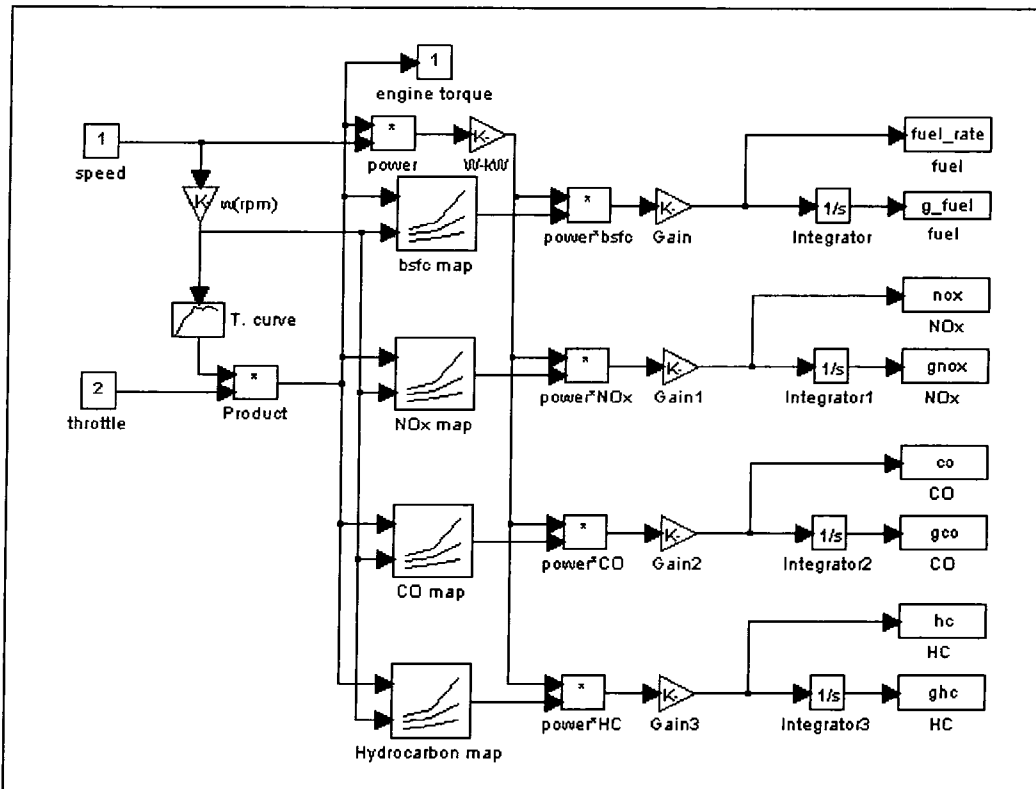 1
engine torque
1
speed
*
power
K-
W-kW
K-
w(rpm)
bsfc map
*
power*bsfc
K-
Gain
1/s
Integrator
fuel_rate
fuel
g_fuel
fuel
T. curve
2
throttle
*
Product
NOx map
*
power*NOx
K-
Gain1
1/s
Integrator1
nox
NOx
gnox
NOx
CO map
*
power*CO
K-
Gain2
1/s
Integrator2
co
CO
gco
CO
Hydrocarbon map
*
power*HC
K-
Gain3
1/s
Integrator3
hc
HC
ghc
HC